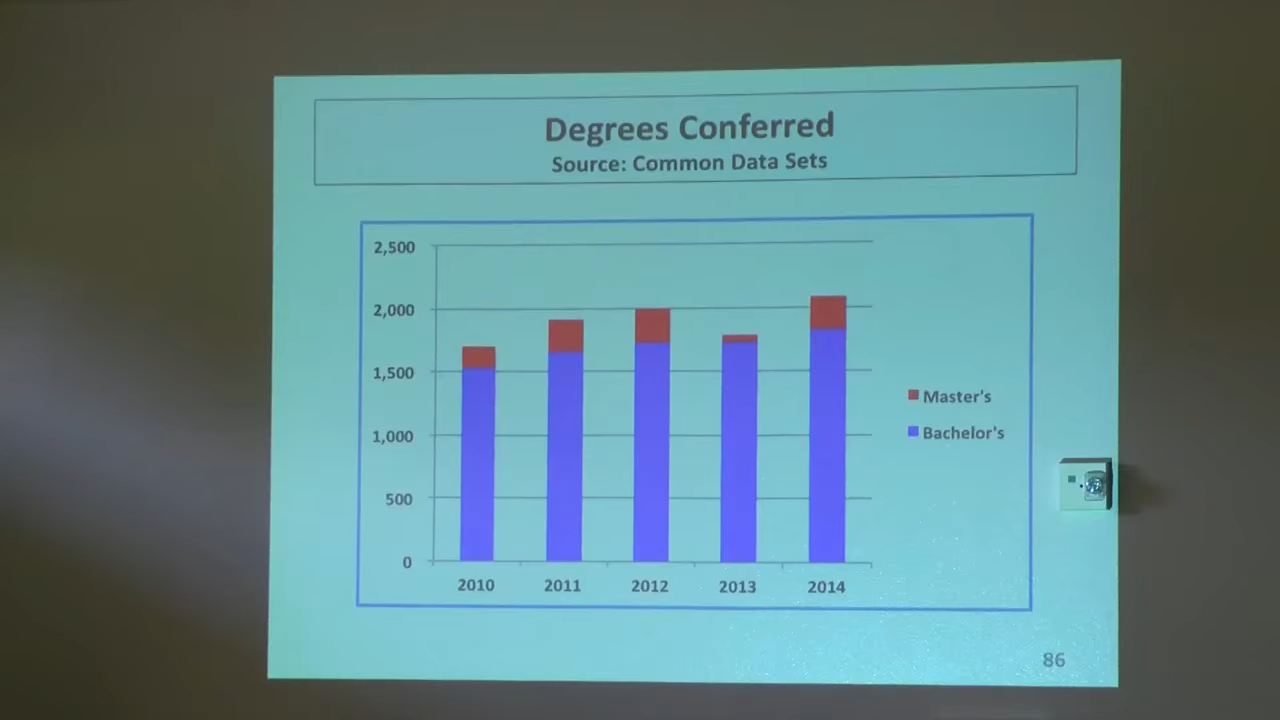 Degrees Conferred
Source: Common Data Sets
2,500
2,000
1,500
1,000
500
0
2010 2011 2012 2013 2014
Master's
Bachelor's
86